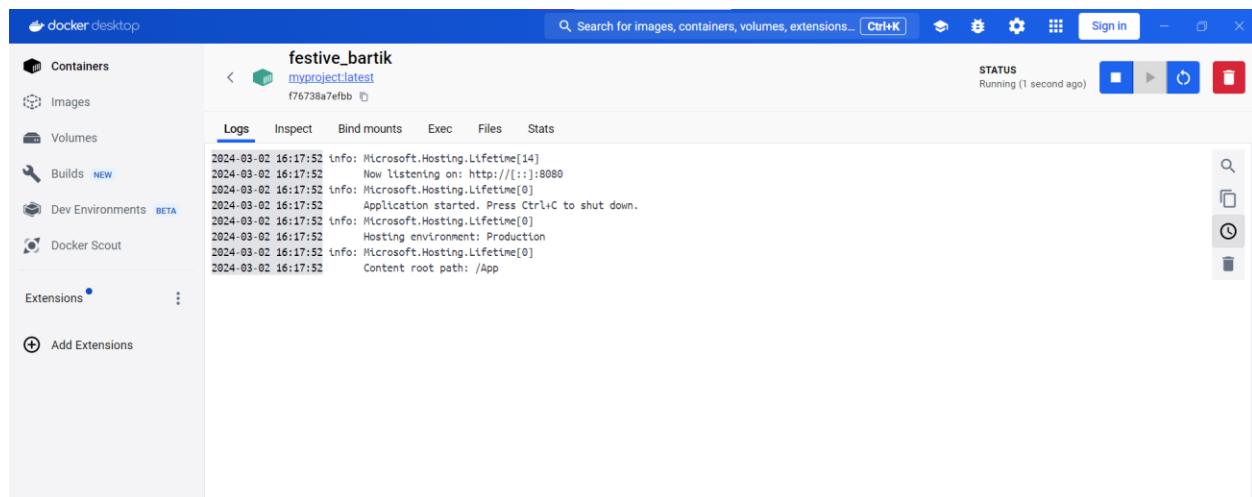 docker desktop
Search for images, containers, volumes, extensions... Ctrl+K
Sign in
Containers
Images
Volumes
Builds NEW
Dev Environments BETA
Docker Scout
Extensions
Add Extensions
festive_bartik
myproject:latest
f76738a7efbb
STATUS
Running (1 second ago)
Logs Inspect Bind mounts Exec Files Stats
2024-03-02 16:17:52 info: Microsoft.Hosting.Lifetime[14]
2024-03-02 16:17:52 Now listening on: http://[::]:8080
2024-03-02 16:17:52 info: Microsoft.Hosting.Lifetime[0]
2024-03-02 16:17:52 Application started. Press Ctrl+C to shut down.
2024-03-02 16:17:52 info: Microsoft.Hosting.Lifetime[0]
2024-03-02 16:17:52 Hosting environment: Production
2024-03-02 16:17:52 info: Microsoft.Hosting.Lifetime[0]
2024-03-02 16:17:52 Content root path: /App